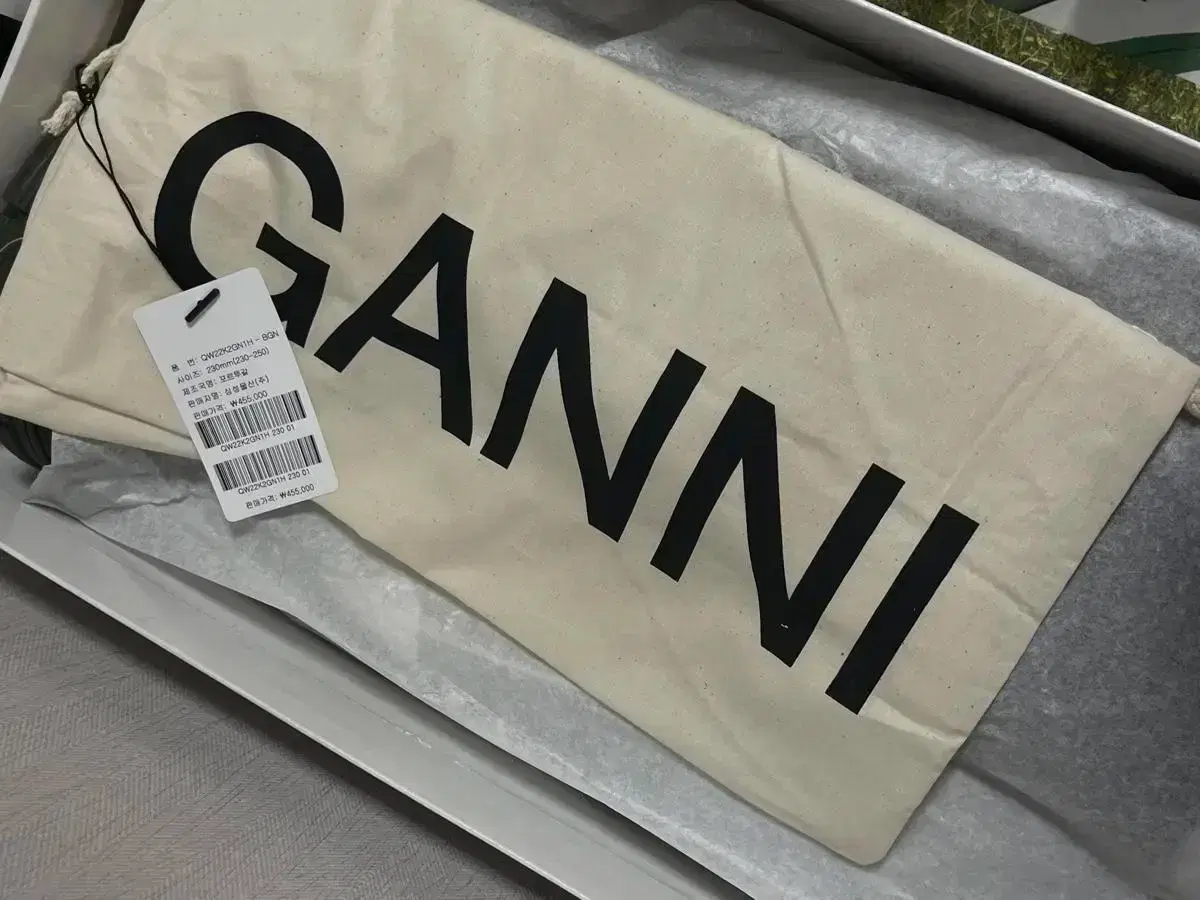 GANNI
품 번: QW22K2GN1H - BGN
사이즈: 230mm(230-250)
제조국명: 포르투갈
판매자명: 삼성물산(주)
판매가격: ₩455,000
QW22K2GN1H 230 01
QW22K2GN1H 230 01
판매가격: ₩455,000